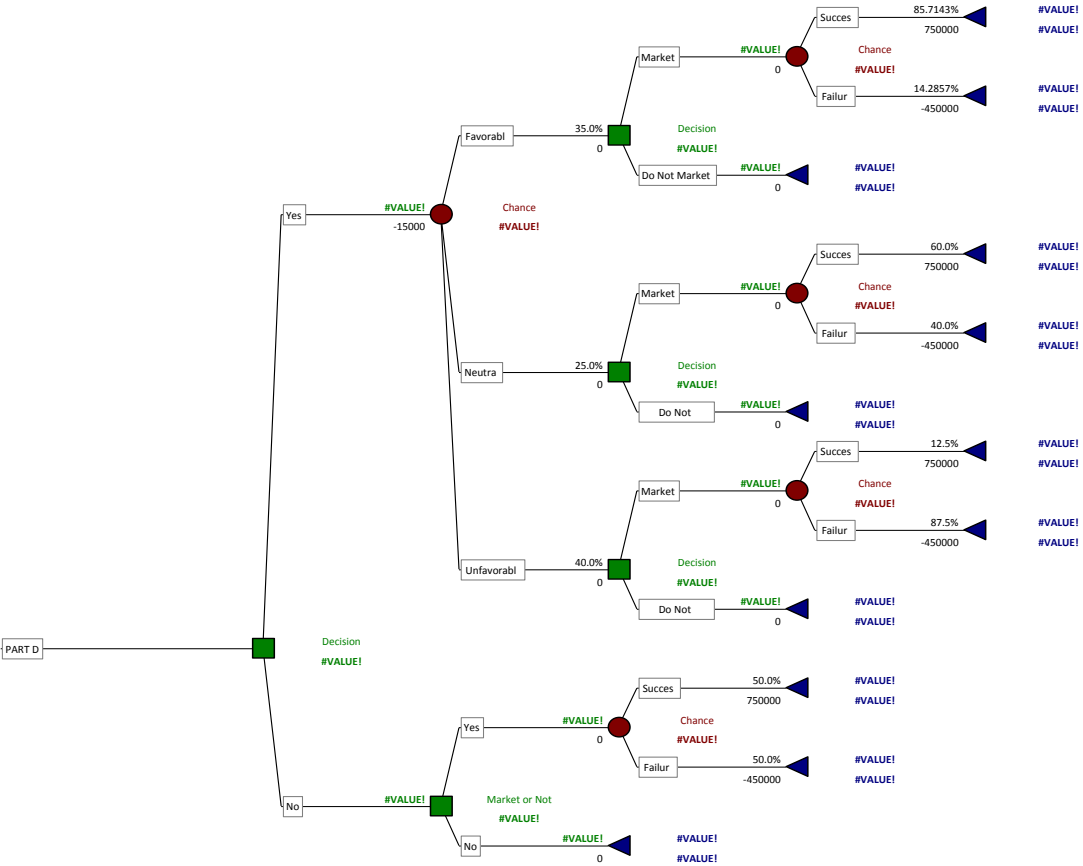 85.7143% #VALUE!
Succes
750000 #VALUE!
#VALUE! Chance
Market
0 #VALUE!
14.2857% #VALUE!
Failur
-450000 #VALUE!
35.0% Decision
Favorabl
0 #VALUE!
#VALUE! #VALUE!
Do Not Market
0 #VALUE!
#VALUE! Chance
Yes
-15000 #VALUE!
60.0% #VALUE!
Succes
750000 #VALUE!
#VALUE! Chance
Market
0 #VALUE!
40.0% #VALUE!
Failur
-450000 #VALUE!
25.0% Decision
Neutra
0 #VALUE!
#VALUE! #VALUE!
Do Not
0 #VALUE!
12.5% #VALUE!
Succes
750000 #VALUE!
#VALUE! Chance
Market
0 #VALUE!
87.5% #VALUE!
Failur
-450000 #VALUE!
40.0% Decision
Unfavorabl
0 #VALUE!
#VALUE! #VALUE!
Do Not
0 #VALUE!
Decision
PART D
#VALUE!
50.0% #VALUE!
Succes
750000 #VALUE!
#VALUE! Chance
Yes
0 #VALUE!
50.0% #VALUE!
Failur
-450000 #VALUE!
#VALUE! Market or Not
No
#VALUE!
#VALUE! #VALUE!
No
0 #VALUE!